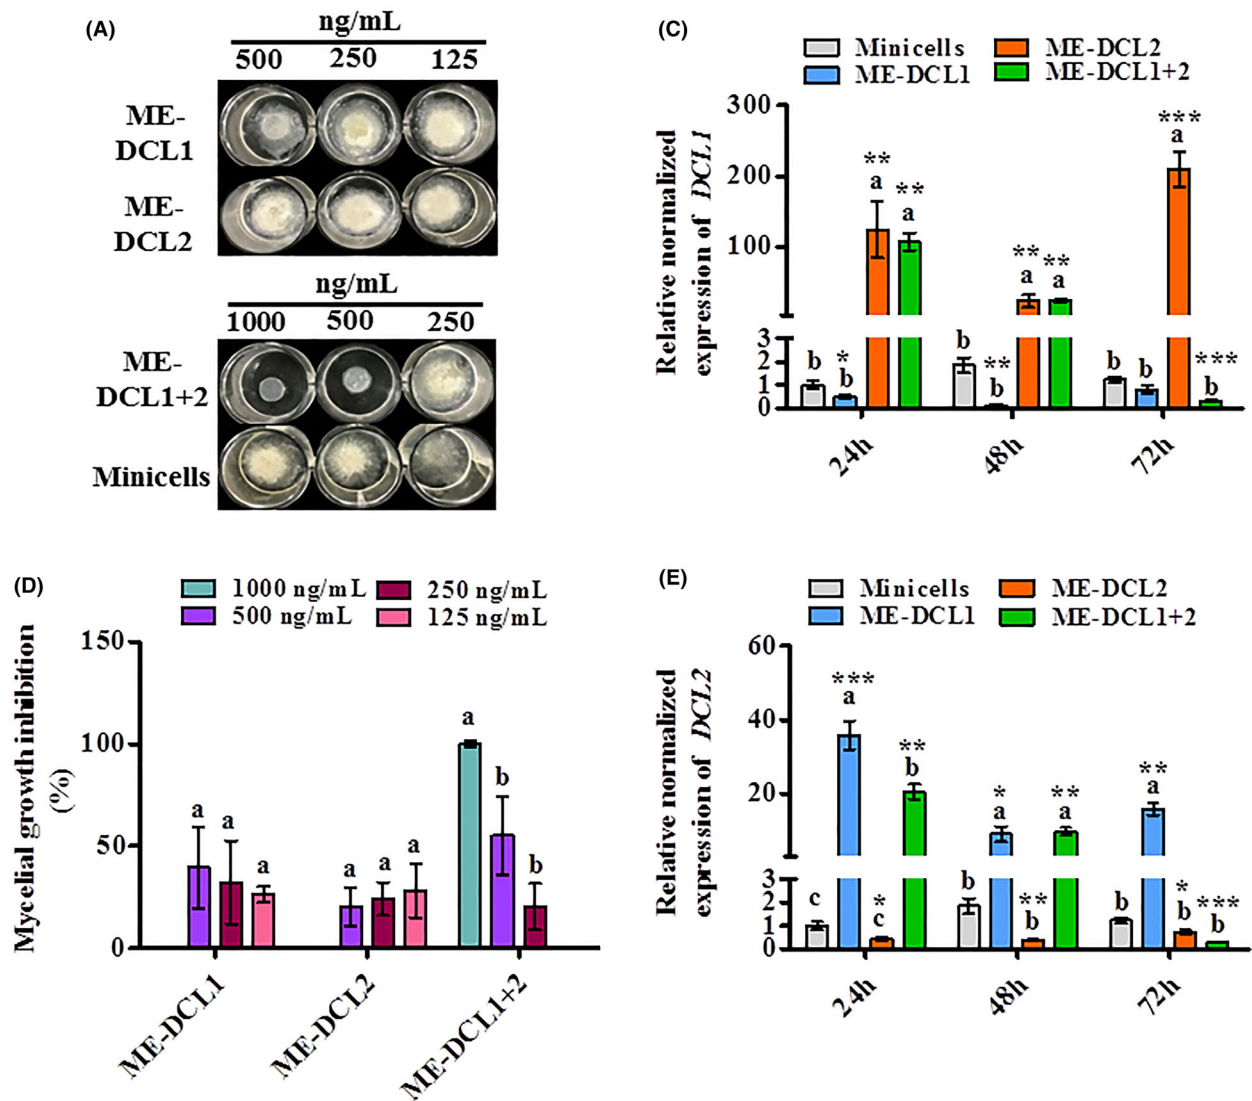 (A)
ng/mL
500 250 125
ME-
DCL1
ME-
DCL2
ng/mL
1000 500 250
ME-
DCL1+2
Minicells
(C)
Minicells
ME-DCL2
ME-DCL1
ME-DCL1+2
Relative normalized
expression of DCL1
300
200
100
3
2
1
0
b
*
b
**
a
**
a
b
**
b
**
a
**
a
b
b
***
a
***
b
24h
48h
72h
(D)
1000 ng/mL
250 ng/mL
500 ng/mL
125 ng/mL
Mycelial growth inhibition
(%)
150
100
50
0
a
a
a
a
a
a
a
b
b
ME-DCL1
ME-DCL2
ME-DCL1+2
(E)
Minicells
ME-DCL2
ME-DCL1
ME-DCL1+2
Relative normalized
expression of DCL2
60
40
20
3
2
1
0
c
***
a
*
c
**
b
b
*
a
**
b
**
a
b
**
a
*
b
***
b
24h
48h
72h